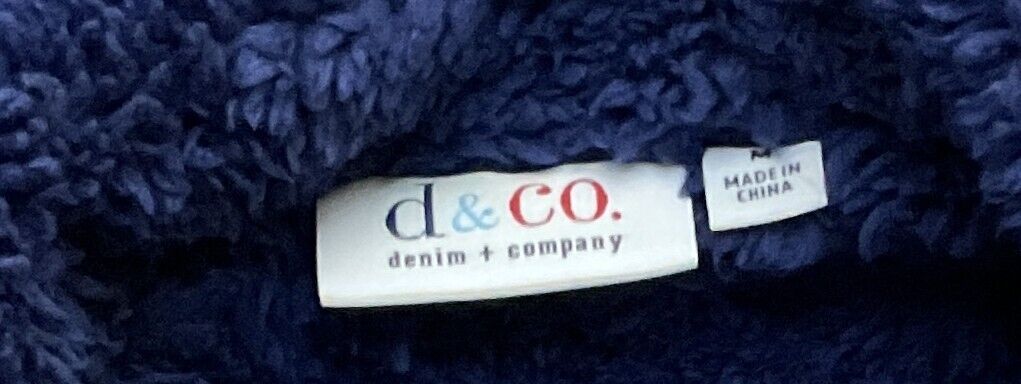 d & co.
denim + company
M
MADE IN
CHINA